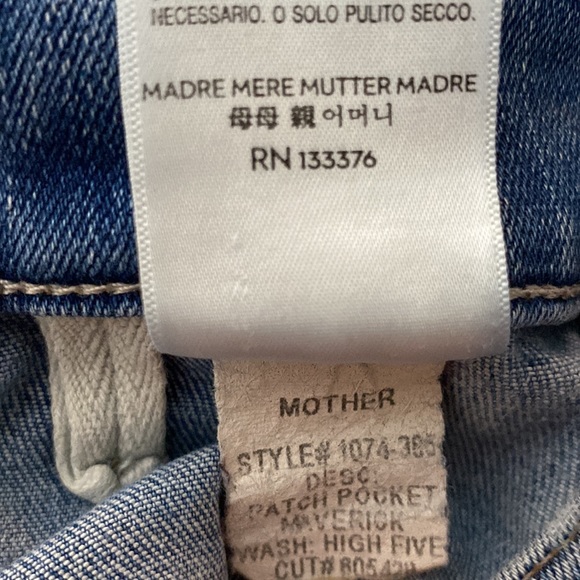 NECESSARIO. O SOLO PULITO SECCO.
MADRE MERE MUTTER MADRE
母母 親 어머니
RN 133376
MOTHER
STYLE# 1074-385
DESC:
PATCH POCKET
MAVERICK
WASH: HIGH FIVE
CUT#